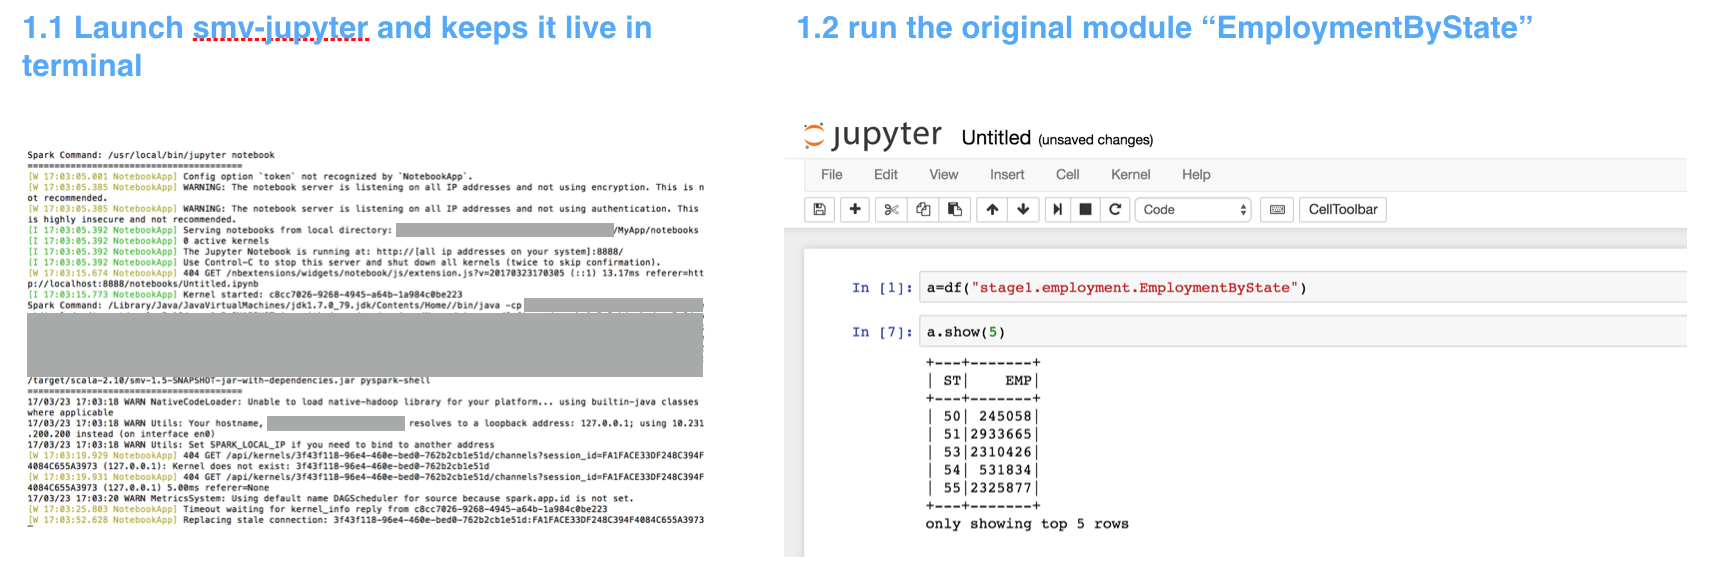 1.1 Launch smv-jupyter and keeps it live in
terminal
Spark Command: /usr/local/bin/jupyter notebook
========================================
[W 17:03:05.001 NotebookApp] Config option `token` not recognized by `NotebookApp`.
[W 17:03:05.385 NotebookApp] WARNING: The notebook server is listening on all IP addresses and not using encryption. This is n
ot recommended.
[W 17:03:05.385 NotebookApp] WARNING: The notebook server is listening on all IP addresses and not using authentication. This
is highly insecure and not recommended.
[I 17:03:05.392 NotebookApp] Serving notebooks from local directory: /MyApp/notebooks
[I 17:03:05.392 NotebookApp] 0 active kernels
[I 17:03:05.392 NotebookApp] The Jupyter Notebook is running at: http://[all ip addresses on your system]:8888/
[I 17:03:05.392 NotebookApp] Use Control-C to stop this server and shut down all kernels (twice to skip confirmation).
[W 17:03:15.674 NotebookApp] 404 GET /nbextensions/widgets/notebook/js/extension.js?v=20170323170305 (::1) 13.17ms referer=htt
p://localhost:8888/notebooks/Untitled.ipynb
[I 17:03:15.773 NotebookApp] Kernel started: c8cc7026-9268-4945-a64b-1a984c0be223
Spark Command: /Library/Java/JavaVirtualMachines/jdk1.7.0_79.jdk/Contents/Home//bin/java -cp
/target/scala-2.10/smv-1.5-SNAPSHOT-jar-with-dependencies.jar pyspark-shell
========================================
17/03/23 17:03:18 WARN NativeCodeLoader: Unable to load native-hadoop library for your platform... using builtin-java classes
where applicable
17/03/23 17:03:18 WARN Utils: Your hostname, resolves to a loopback address: 127.0.0.1; using 10.231
.200.200 instead (on interface en0)
17/03/23 17:03:18 WARN Utils: Set SPARK_LOCAL_IP if you need to bind to another address
[W 17:03:19.929 NotebookApp] 404 GET /api/kernels/3f43f118-96e4-460e-bed0-762b2cb1e51d/channels?session_id=FA1FACE33DF248C394F
4084C655A3973 (127.0.0.1): Kernel does not exist: 3f43f118-96e4-460e-bed0-762b2cb1e51d
[W 17:03:19.931 NotebookApp] 404 GET /api/kernels/3f43f118-96e4-460e-bed0-762b2cb1e51d/channels?session_id=FA1FACE33DF248C394F
4084C655A3973 (127.0.0.1) 5.00ms referer=None
17/03/23 17:03:20 WARN MetricsSystem: Using default name DAGScheduler for source because spark.app.id is not set.
[W 17:03:25.803 NotebookApp] Timeout waiting for kernel_info reply from c8cc7026-9268-4945-a64b-1a984c0be223
[W 17:03:52.628 NotebookApp] Replacing stale connection: 3f43f118-96e4-460e-bed0-762b2cb1e51d:FA1FACE33DF248C394F4084C655A3973
1.2 run the original module “EmploymentByState”
jupyter Untitled (unsaved changes)
File Edit View Insert Cell Kernel Help
Code CellToolbar
In [1]: a=df("stage1.employment.EmploymentByState")
In [7]: a.show(5)
+---+-------+
| ST|    EMP|
+---+-------+
| 50| 245058|
| 51|2933665|
| 53|2310426|
| 54| 531834|
| 55|2325877|
+---+-------+
only showing top 5 rows